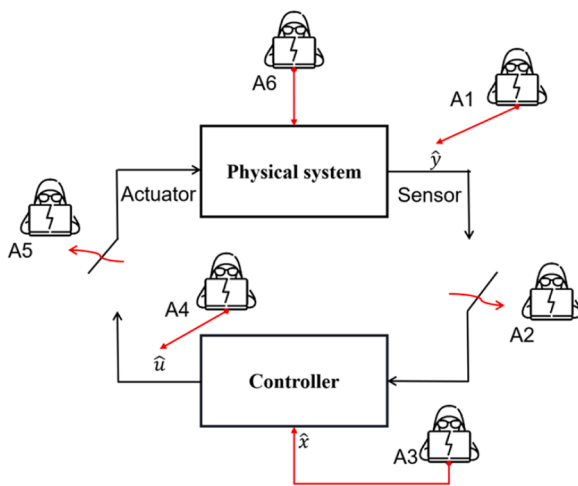 A6
A1
ŷ
Physical system
Actuator
Sensor
A5
A4
A2
û
Controller
x̂
A3